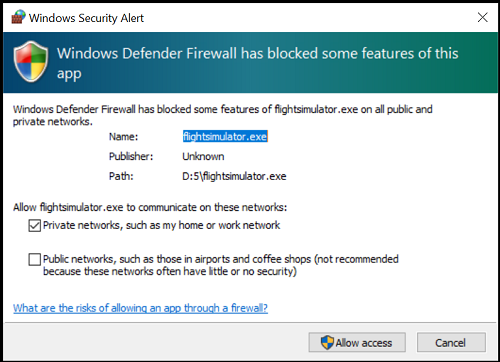 Windows Security Alert
Windows Defender Firewall has blocked some features of this
app
Windows Defender Firewall has blocked some features of flightsimulator.exe on all public and
private networks.
Name: flightsimulator.exe
Publisher: Unknown
Path: D:5\flightsimulator.exe
Allow flightsimulator.exe to communicate on these networks:
Private networks, such as my home or work network
Public networks, such as those in airports and coffee shops (not recommended
because these networks often have little or no security)
What are the risks of allowing an app through a firewall?
Allow access Cancel